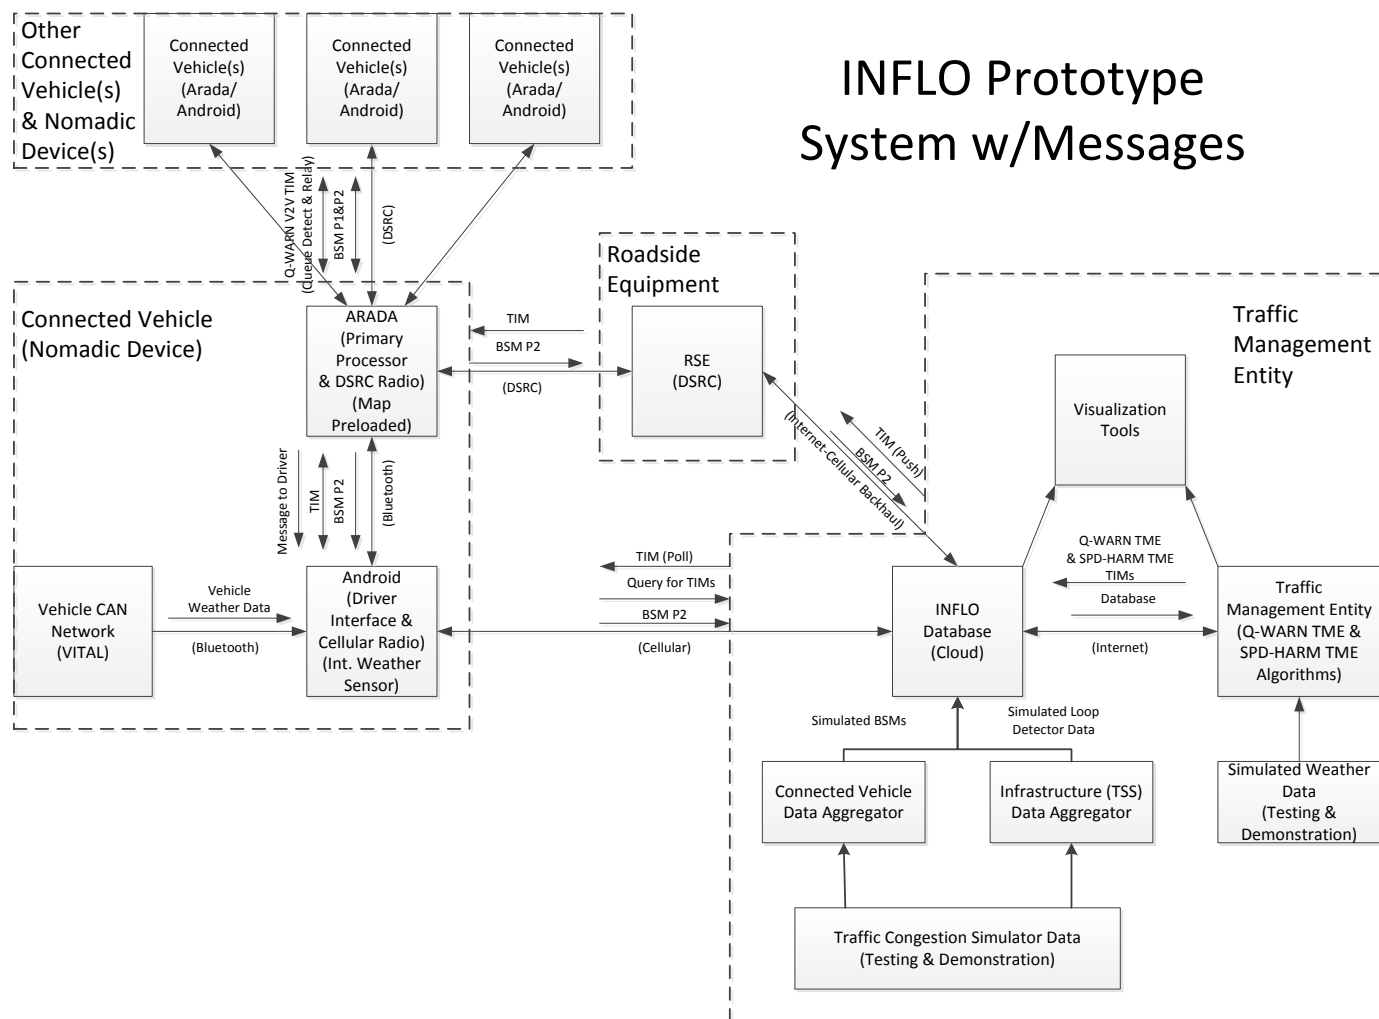 Other
Connected
Vehicle(s)
& Nomadic
Device(s)
Connected
Vehicle(s)
(Arada/
Android)
Connected
Vehicle(s)
(Arada/
Android)
Connected
Vehicle(s)
(Arada/
Android)
INFLO Prototype
System w/Messages
Q-WARN V2V TIM
(Queue Detect & Relay)
BSM P1&P2
(DSRC)
Roadside
Equipment
RSE
(DSRC)
Connected Vehicle
(Nomadic Device)
ARADA
(Primary
Processor
& DSRC Radio)
(Map
Preloaded)
TIM
BSM P2
(DSRC)
Message to Driver
TIM
BSM P2
(Bluetooth)
Vehicle CAN
Network
(VITAL)
Vehicle
Weather Data
(Bluetooth)
Android
(Driver
Interface &
Cellular Radio)
(Int. Weather
Sensor)
TIM (Push)
BSM P2
(Internet-Cellular Backhaul)
TIM (Poll)
Query for TIMs
BSM P2
(Cellular)
Traffic
Management
Entity
Visualization
Tools
INFLO
Database
(Cloud)
Q-WARN TME
& SPD-HARM TME
TIMs
Database
(Internet)
Traffic
Management Entity
(Q-WARN TME &
SPD-HARM TME
Algorithms)
Simulated BSMs
Simulated Loop
Detector Data
Connected Vehicle
Data Aggregator
Infrastructure (TSS)
Data Aggregator
Simulated Weather
Data
(Testing &
Demonstration)
Traffic Congestion Simulator Data
(Testing & Demonstration)